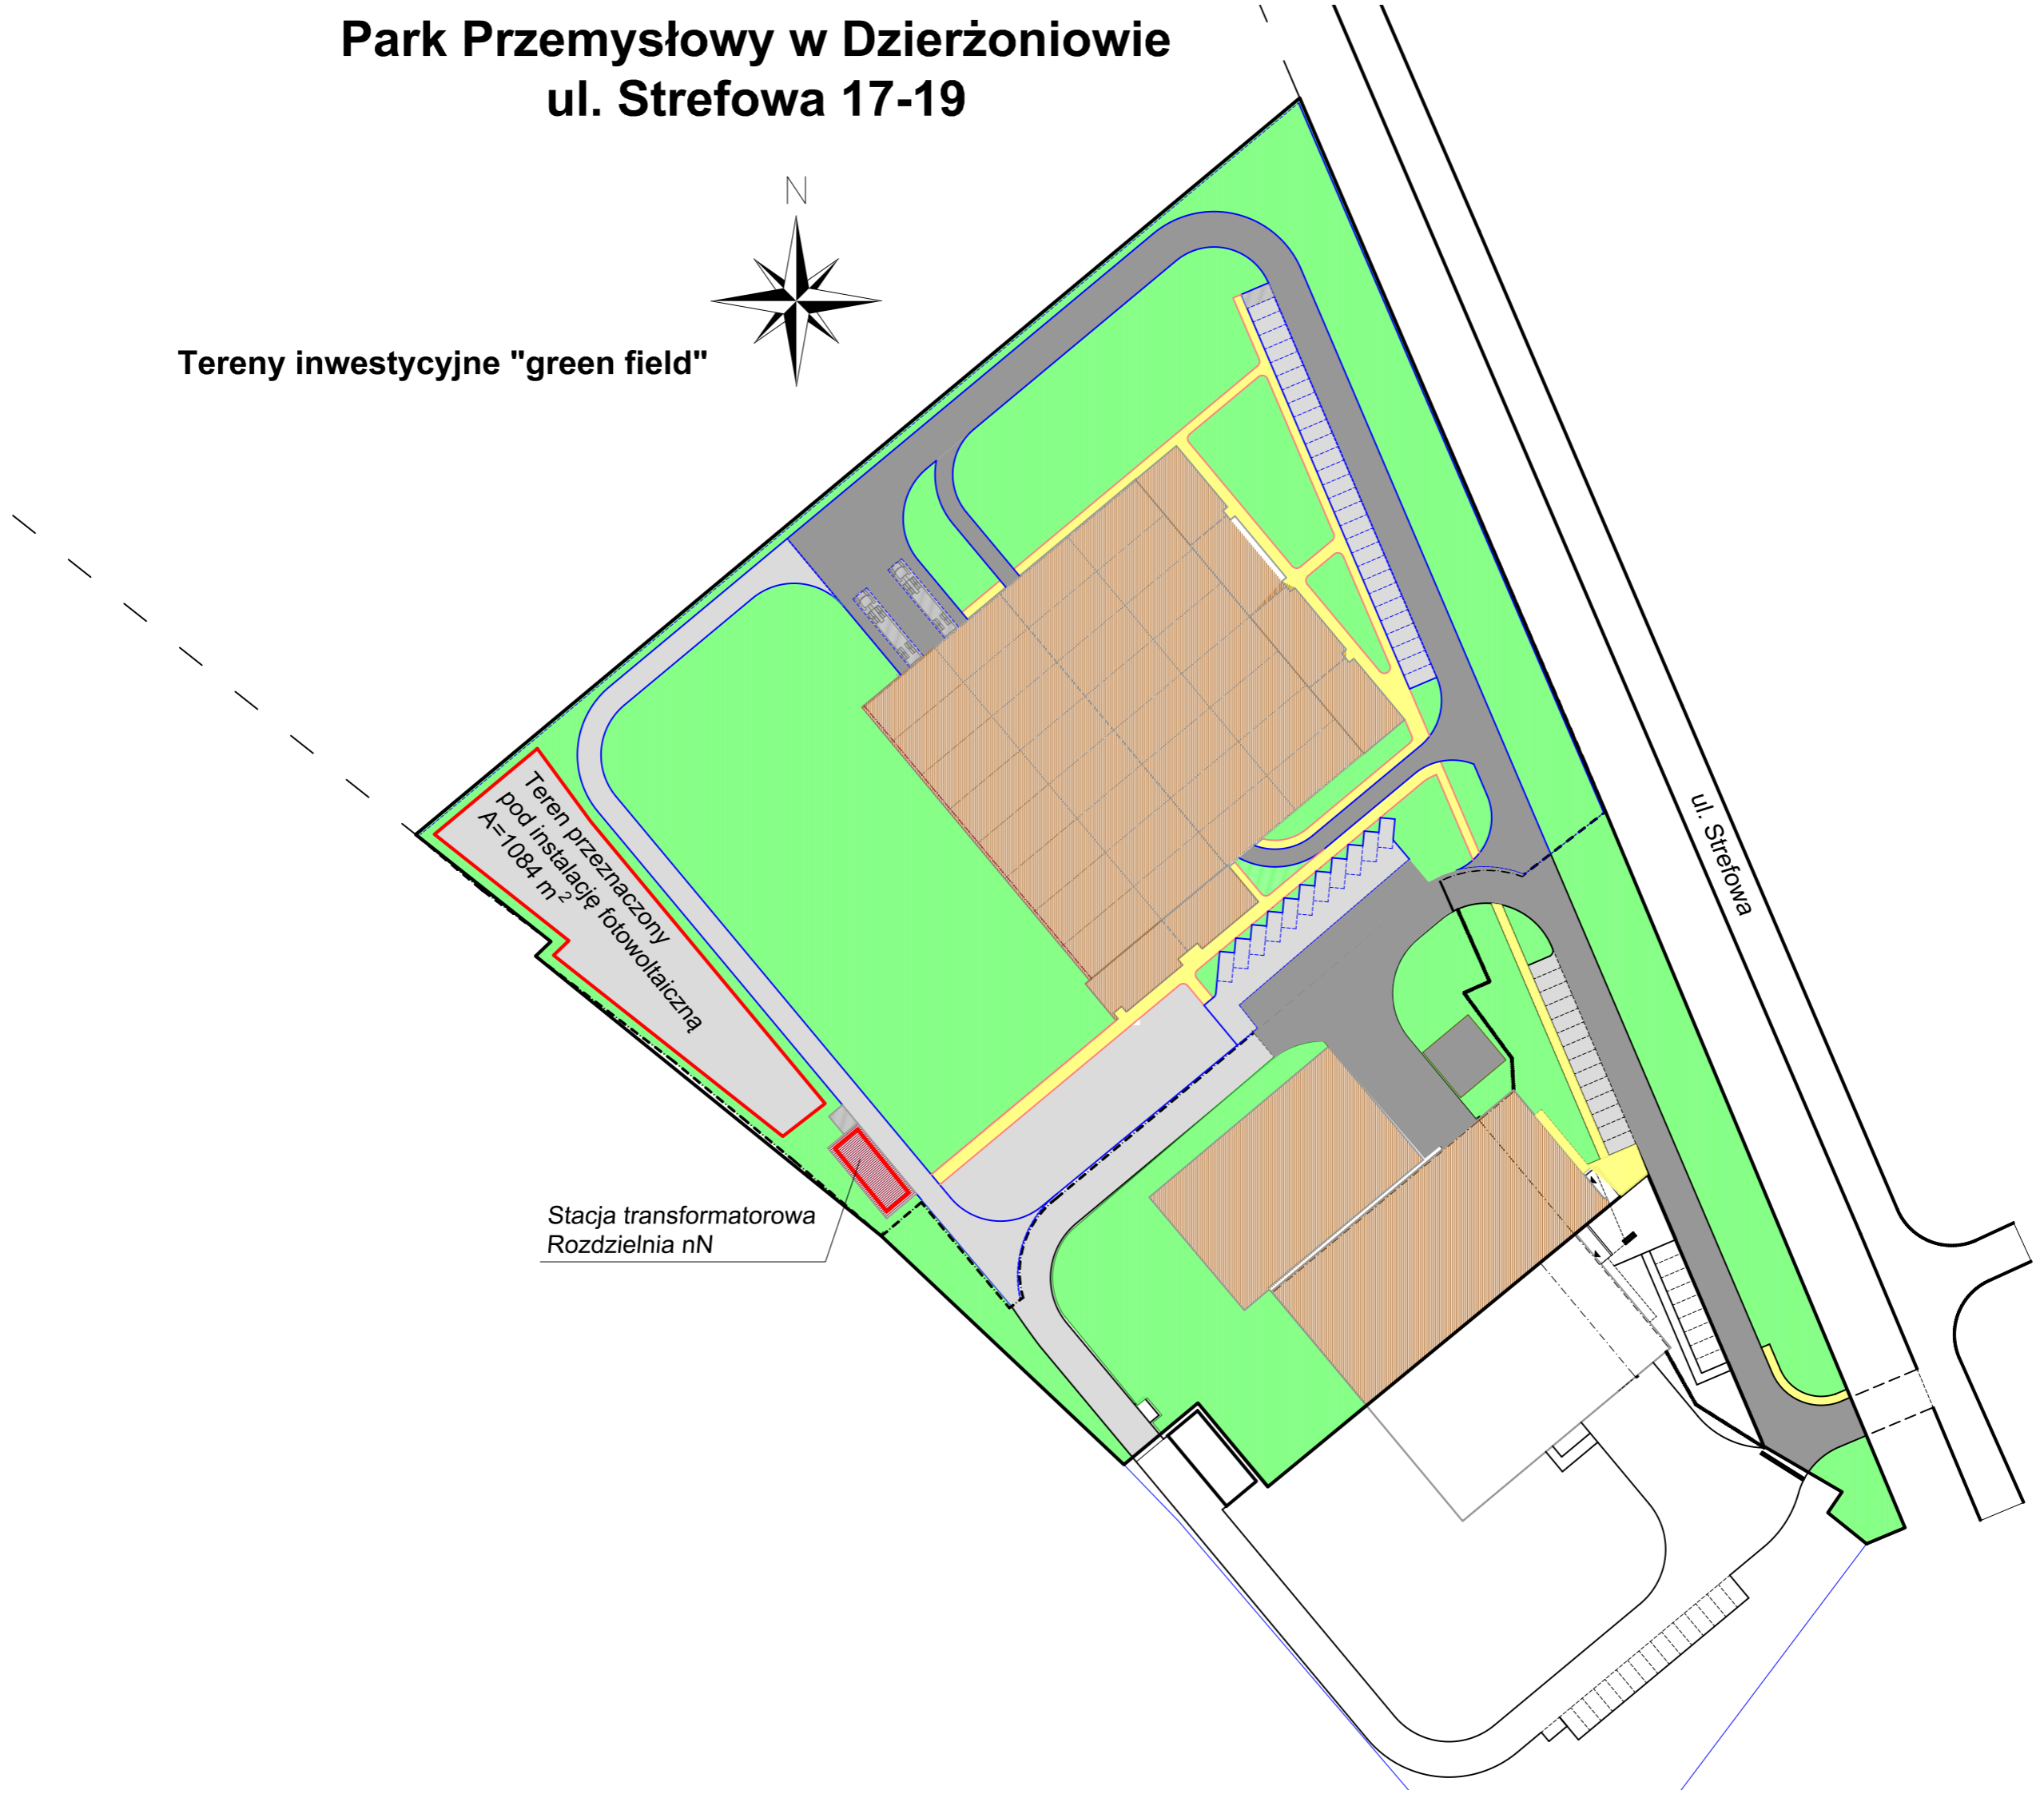 Park Przemysłowy w Dzierżoniowie
ul. Strefowa 17-19
N
Tereny inwestycyjne "green field"
Teren przeznaczony
pod instalację fotowoltaiczną
A=1084 m²
ul. Strefowa
Stacja transformatorowa
Rozdzielnia nN